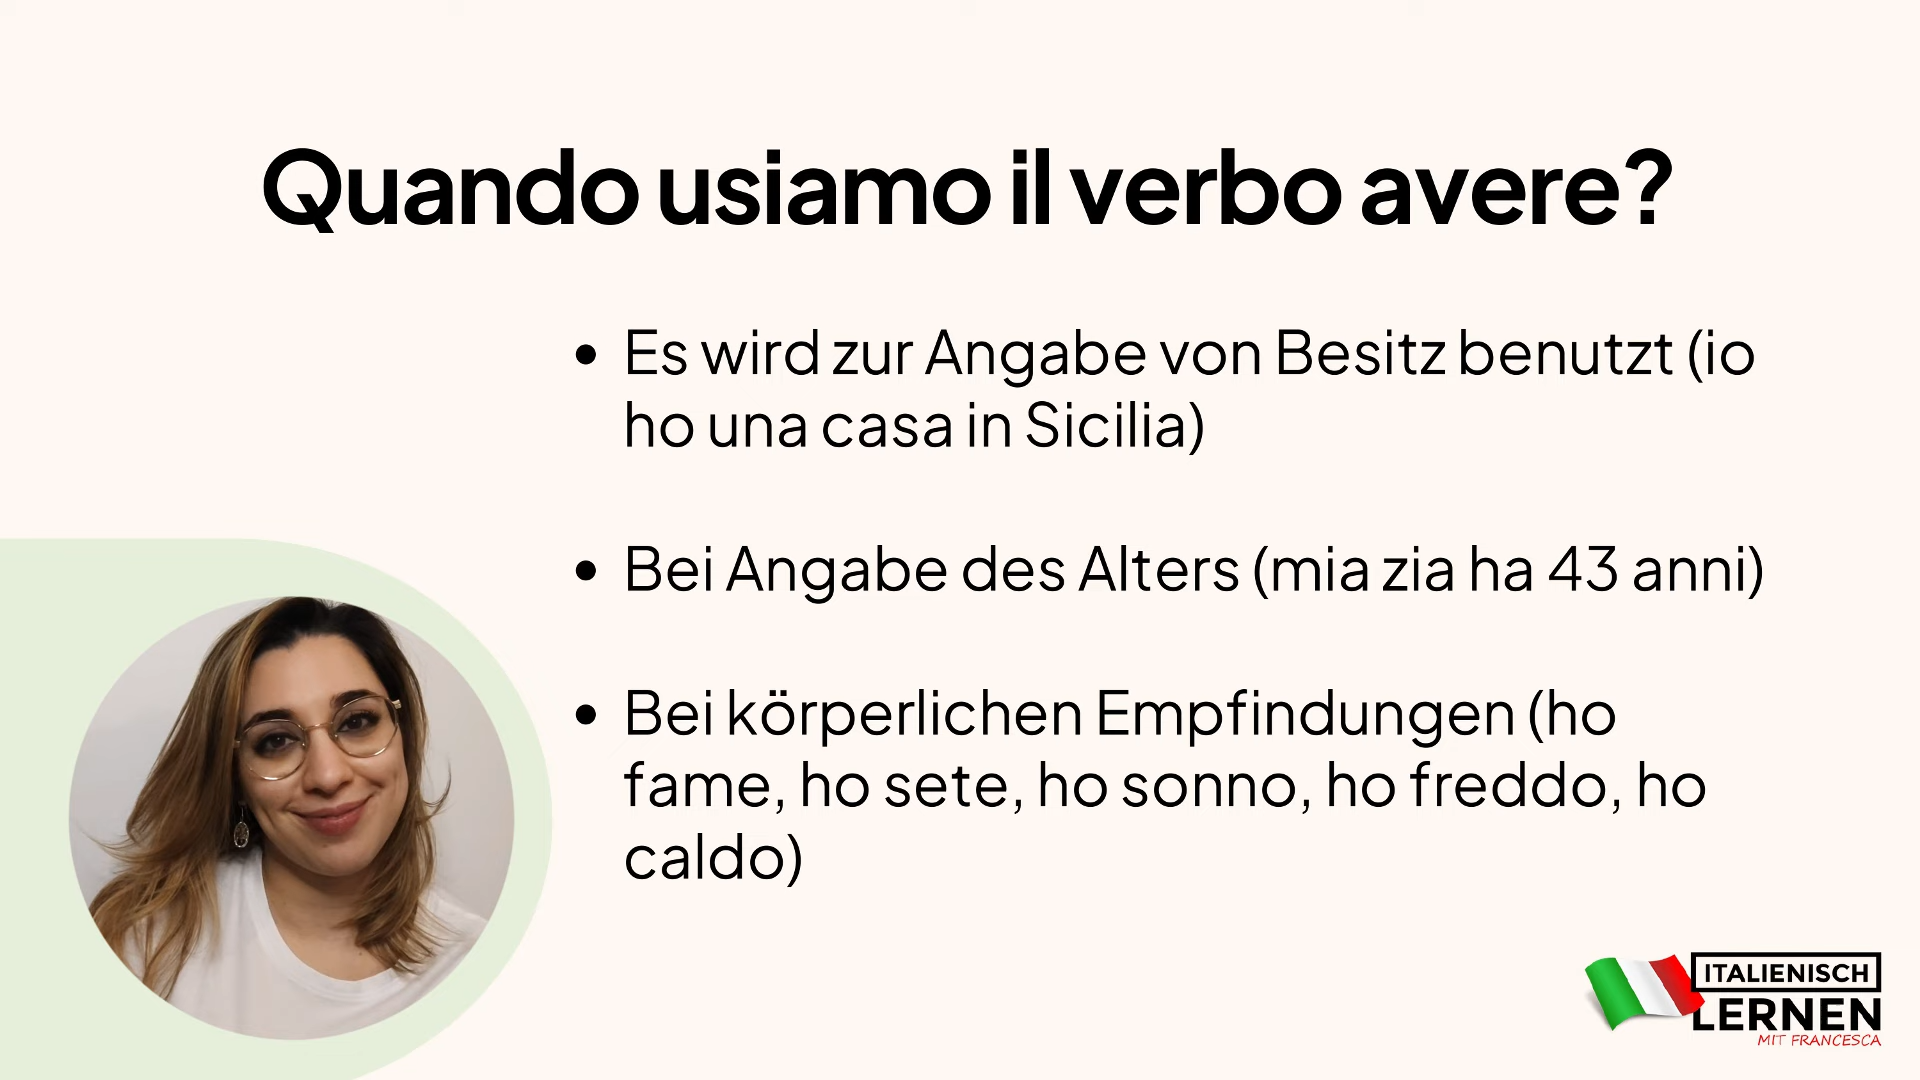 Quando usiamo il verbo avere?
• Es wird zur Angabe von Besitz benutzt (io
ho una casa in Sicilia)
• Bei Angabe des Alters (mia zia ha 43 anni)
• Bei körperlichen Empfindungen (ho
fame, ho sete, ho sonno, ho freddo, ho
caldo)
ITALIENISCH
LERNEN
MIT FRANCESCA